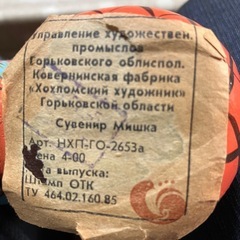 Управление художествен.
промыслов
Горьковского облиспол.
Ковернинская фабрика
«Хохломский художник»
Горьковской области
Сувенир Мишка
Арт. НХП-ГО-2653а
Цена 4-00
Дата выпуска:
Штамп ОТК
ТУ 464.02.160.85